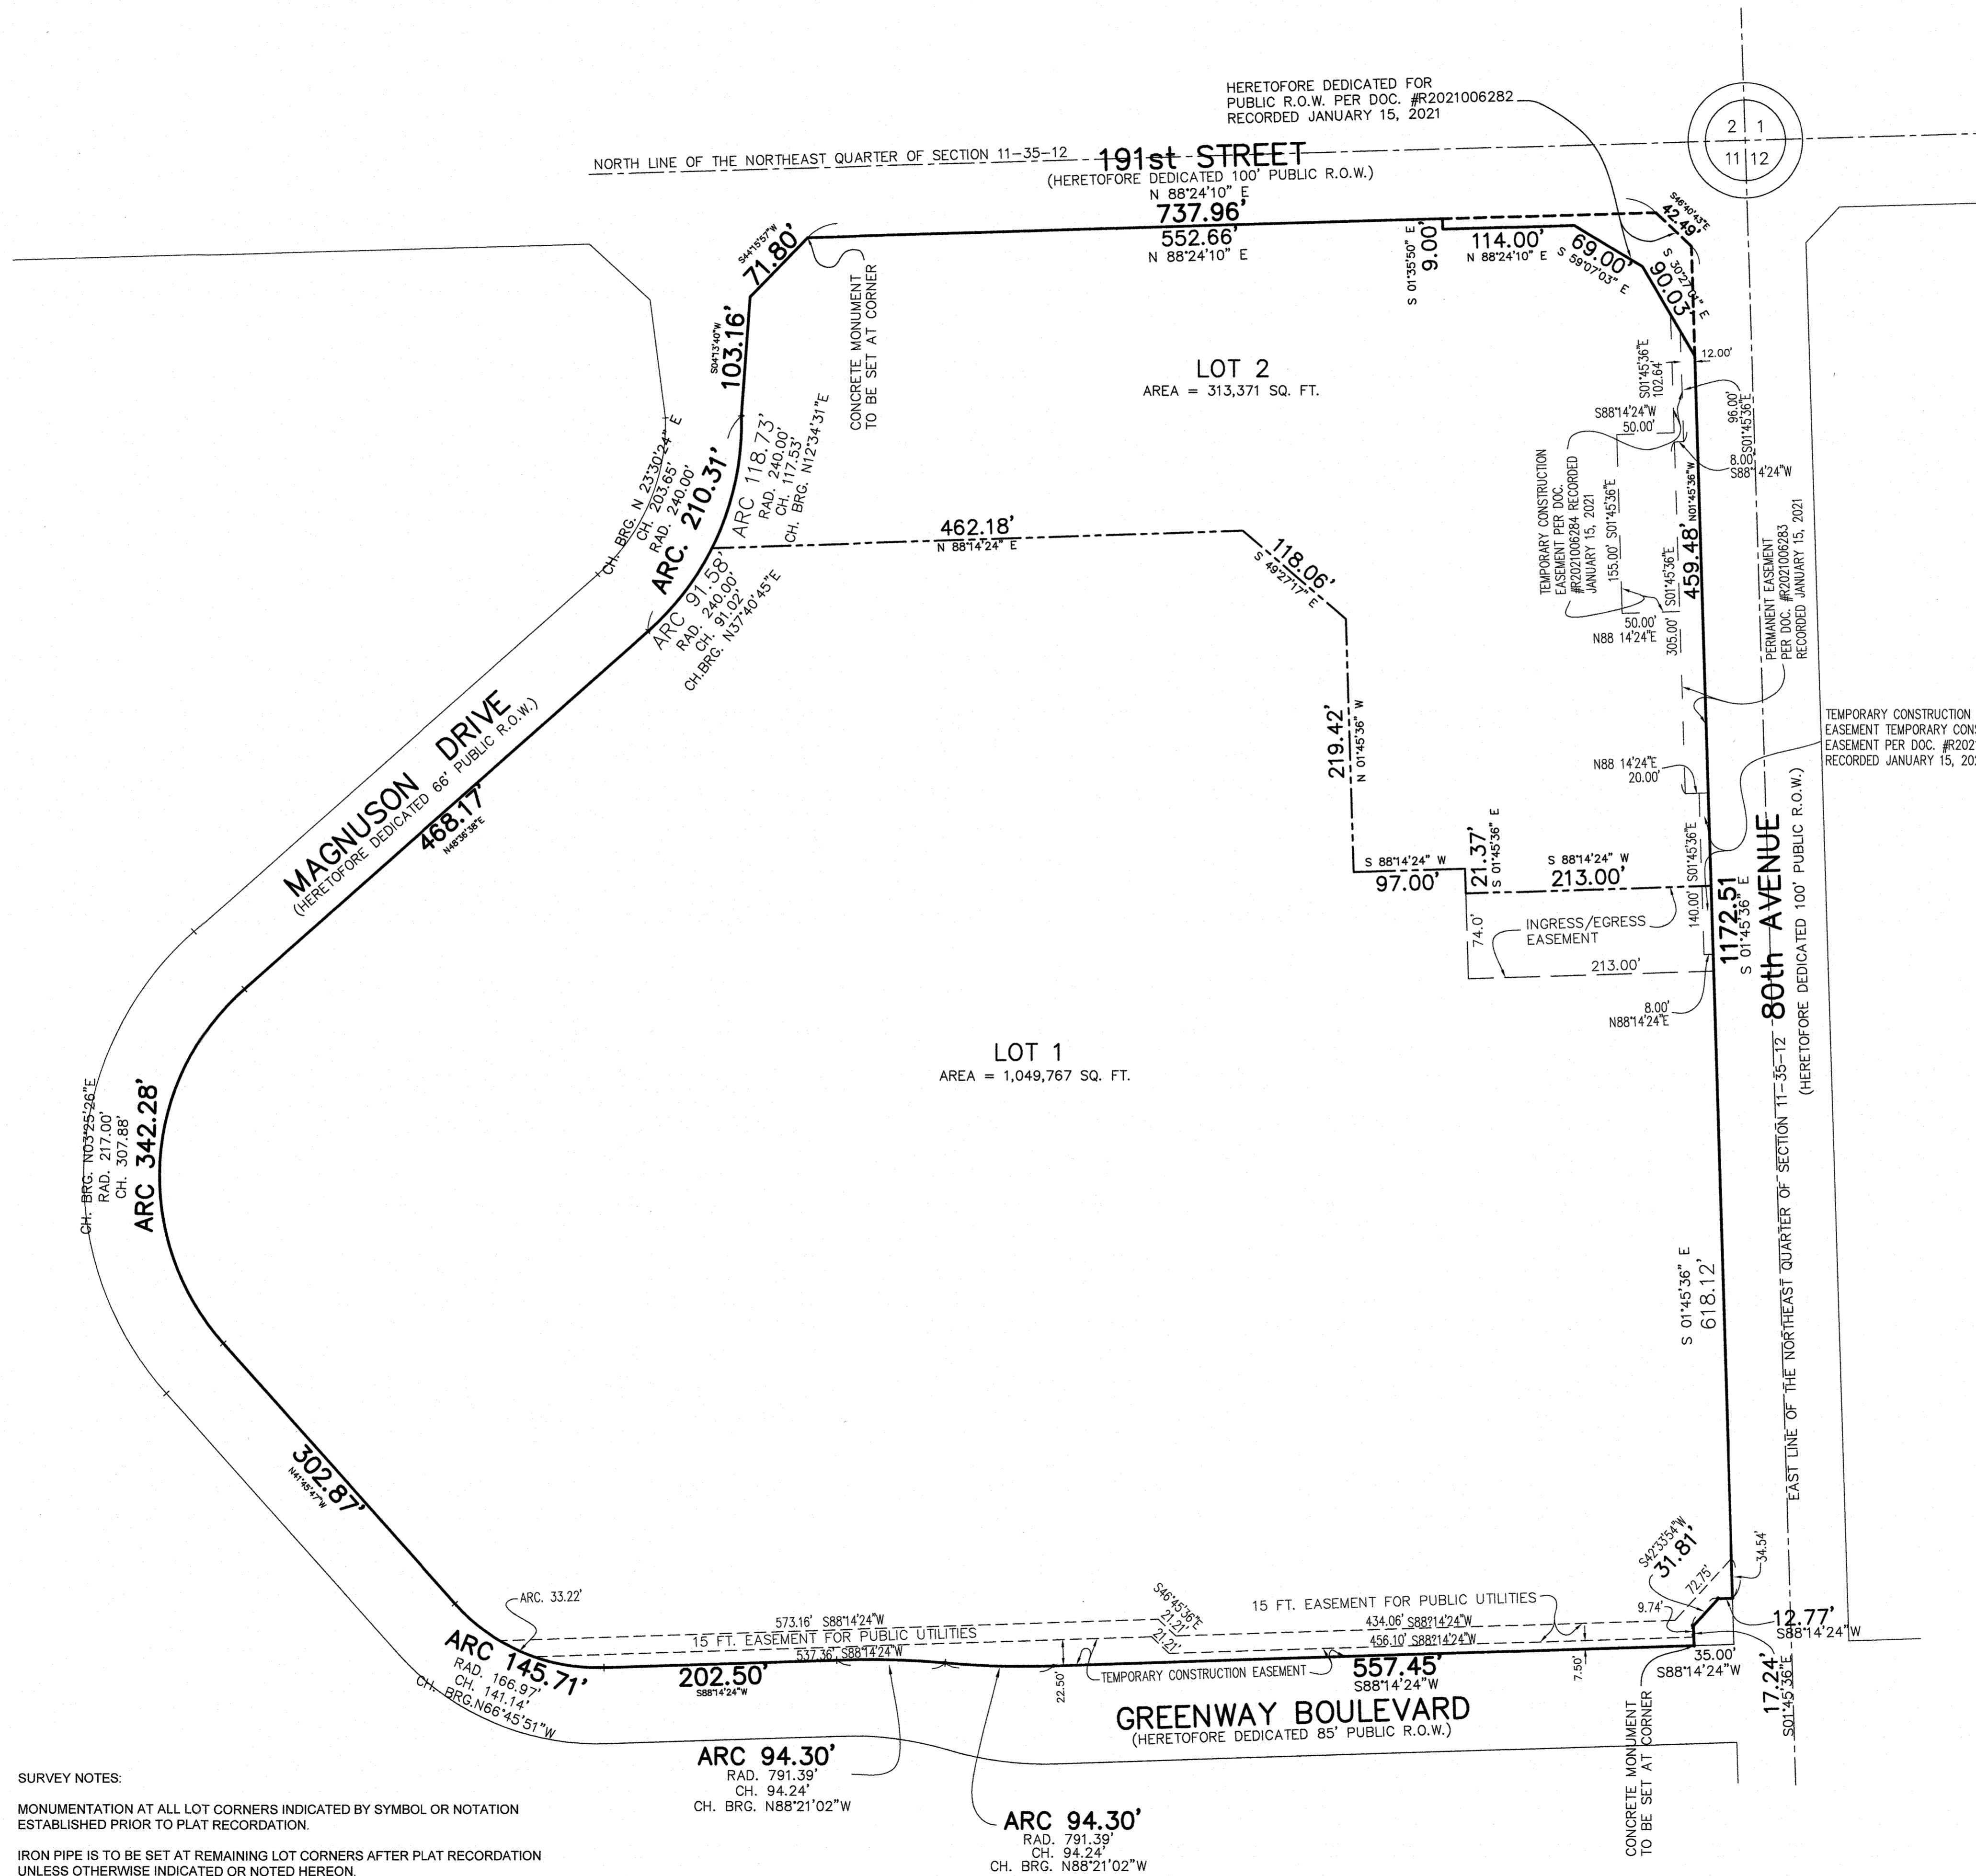 HERETOFORE DEDICATED FOR
PUBLIC R.O.W. PER DOC. #R2021006282
RECORDED JANUARY 15, 2021
2 1
11 12
NORTH LINE OF THE NORTHEAST QUARTER OF SECTION 11-35-12
191st STREET
(HERETOFORE DEDICATED 100' PUBLIC R.O.W.)
N 88°24'10" E
737.96'
552.66'
N 88°24'10" E
S44°15'57"W
71.80'
S 01°35'50" E
9.00'
114.00'
N 88°24'10" E
69.00'
S 59°07'03" E
S46°40'43"E
42.49'
S 30°27'01" E
90.03'
CONCRETE MONUMENT
TO BE SET AT CORNER
S04°13'40"W
103.16'
LOT 2
AREA = 313,371 SQ. FT.
12.00'
S01°45'36"E
102.64'
96.00'
S01°45'36"E
S88°14'24"W
50.00'
8.00'
S88°14'24"W
CH. BRG. N 23°30'24" E
CH. 203.65'
RAD. 240.00'
ARC. 210.31'
ARC 118.73'
RAD. 240.00'
CH. 117.53'
CH. BRG. N12°34'31"E
TEMPORARY CONSTRUCTION
EASEMENT PER DOC.
#R2021006284 RECORDED
JANUARY 15, 2021
155.00' S01°45'36"E
S01°45'36"E
305.00'
459.48'
N01°45'36"W
462.18'
N 88°14'24" E
118.06'
S 49°27'17" E
PERMANENT EASEMENT
PER DOC. #R2021006283
RECORDED JANUARY 15, 2021
ARC 91.58'
RAD. 240.00'
CH. 91.02'
CH.BRG. N37°40'45"E
50.00'
N88 14'24"E
219.42'
N 01°45'36" W
MAGNUSON DRIVE
(HERETOFORE DEDICATED 66' PUBLIC R.O.W.)
468.17'
N48°36'38"E
TEMPORARY CONSTRUCTION
EASEMENT TEMPORARY CONS
EASEMENT PER DOC. #R202
RECORDED JANUARY 15, 202
N88 14'24"E
20.00'
S 88°14'24" W
97.00'
21.37'
S 01°45'36" E
S 88°14'24" W
213.00'
140.00' S01°45'36"E
74.0'
INGRESS/EGRESS
EASEMENT
213.00'
8.00'
N88°14'24"E
1172.51
S 01°45'36" E
80th AVENUE
(HERETOFORE DEDICATED 100' PUBLIC R.O.W.)
EAST LINE OF THE NORTHEAST QUARTER OF SECTION 11-35-12
LOT 1
AREA = 1,049,767 SQ. FT.
CH. BRG. N03°25'26"E
RAD. 217.00'
CH. 307.88'
ARC 342.28'
S 01°45'36" E
618.12'
302.87'
N41°45'47"W
S42°33'54"W
31.81'
72.75'
34.54'
ARC. 33.22'
573.16' S88°14'24"W
15 FT. EASEMENT FOR PUBLIC UTILITIES
537.36' S88°14'24"W
S46°45'36"E
21.21'
21.21'
15 FT. EASEMENT FOR PUBLIC UTILITIES
434.06' S88?14'24"W
456.10' S88?14'24"W
9.74'
12.77'
S88°14'24"W
35.00'
S88°14'24"W
17.24'
S01°45'36"E
ARC 145.71'
RAD. 166.97'
CH. 141.14'
CH. BRG.N66°45'51"W
202.50'
S88°14'24"W
22.50'
TEMPORARY CONSTRUCTION EASEMENT
557.45'
S88°14'24"W
7.50'
GREENWAY BOULEVARD
(HERETOFORE DEDICATED 85' PUBLIC R.O.W.)
CONCRETE MONUMENT
TO BE SET AT CORNER
ARC 94.30'
RAD. 791.39'
CH. 94.24'
CH. BRG. N88°21'02"W
ARC 94.30'
RAD. 791.39'
CH. 94.24'
CH. BRG. N88°21'02"W
SURVEY NOTES:
MONUMENTATION AT ALL LOT CORNERS INDICATED BY SYMBOL OR NOTATION
ESTABLISHED PRIOR TO PLAT RECORDATION.
IRON PIPE IS TO BE SET AT REMAINING LOT CORNERS AFTER PLAT RECORDATION
UNLESS OTHERWISE INDICATED OR NOTED HEREON.